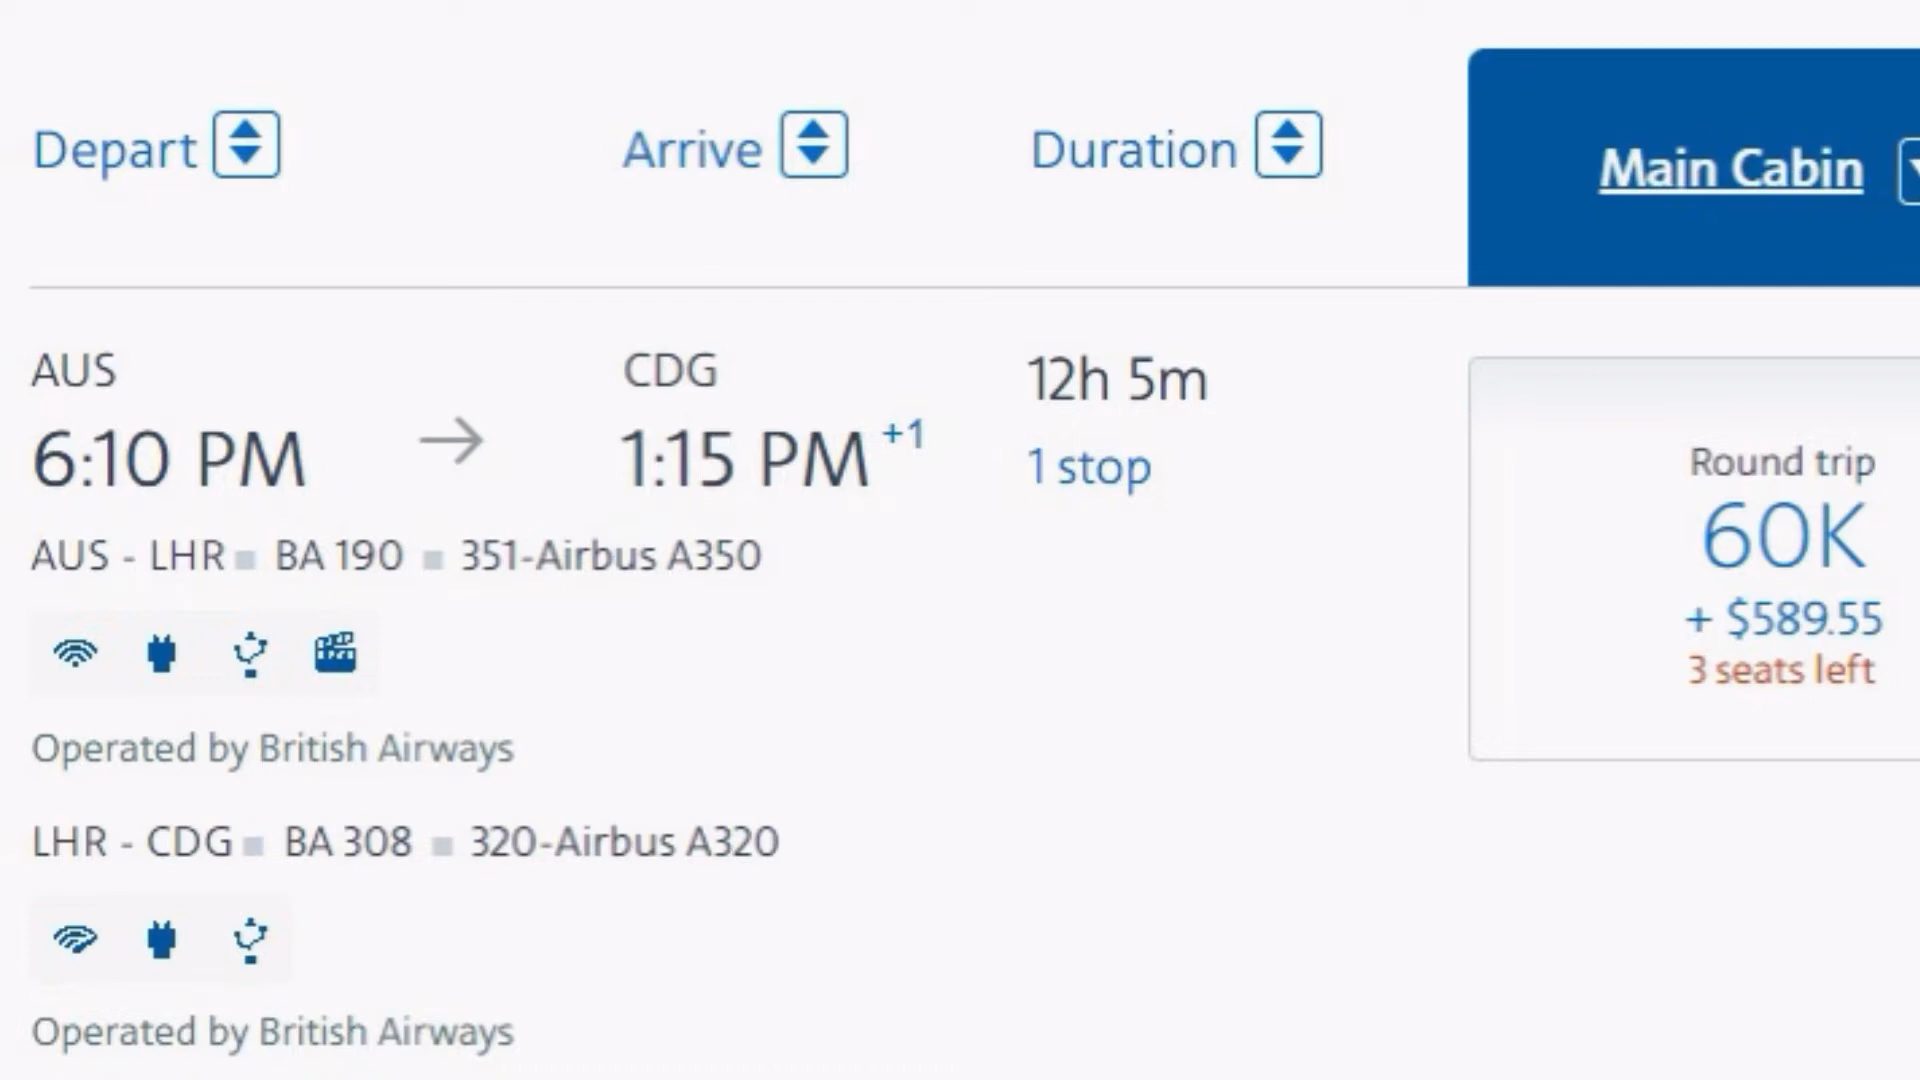 Depart
Arrive
Duration
Main Cabin
AUS
CDG
12h 5m
6:10 PM
1:15 PM +1
1 stop
AUS - LHR BA 190 351-Airbus A350
Operated by British Airways
LHR - CDG BA 308 320-Airbus A320
Operated by British Airways
Round trip
60K
+ $589.55
3 seats left